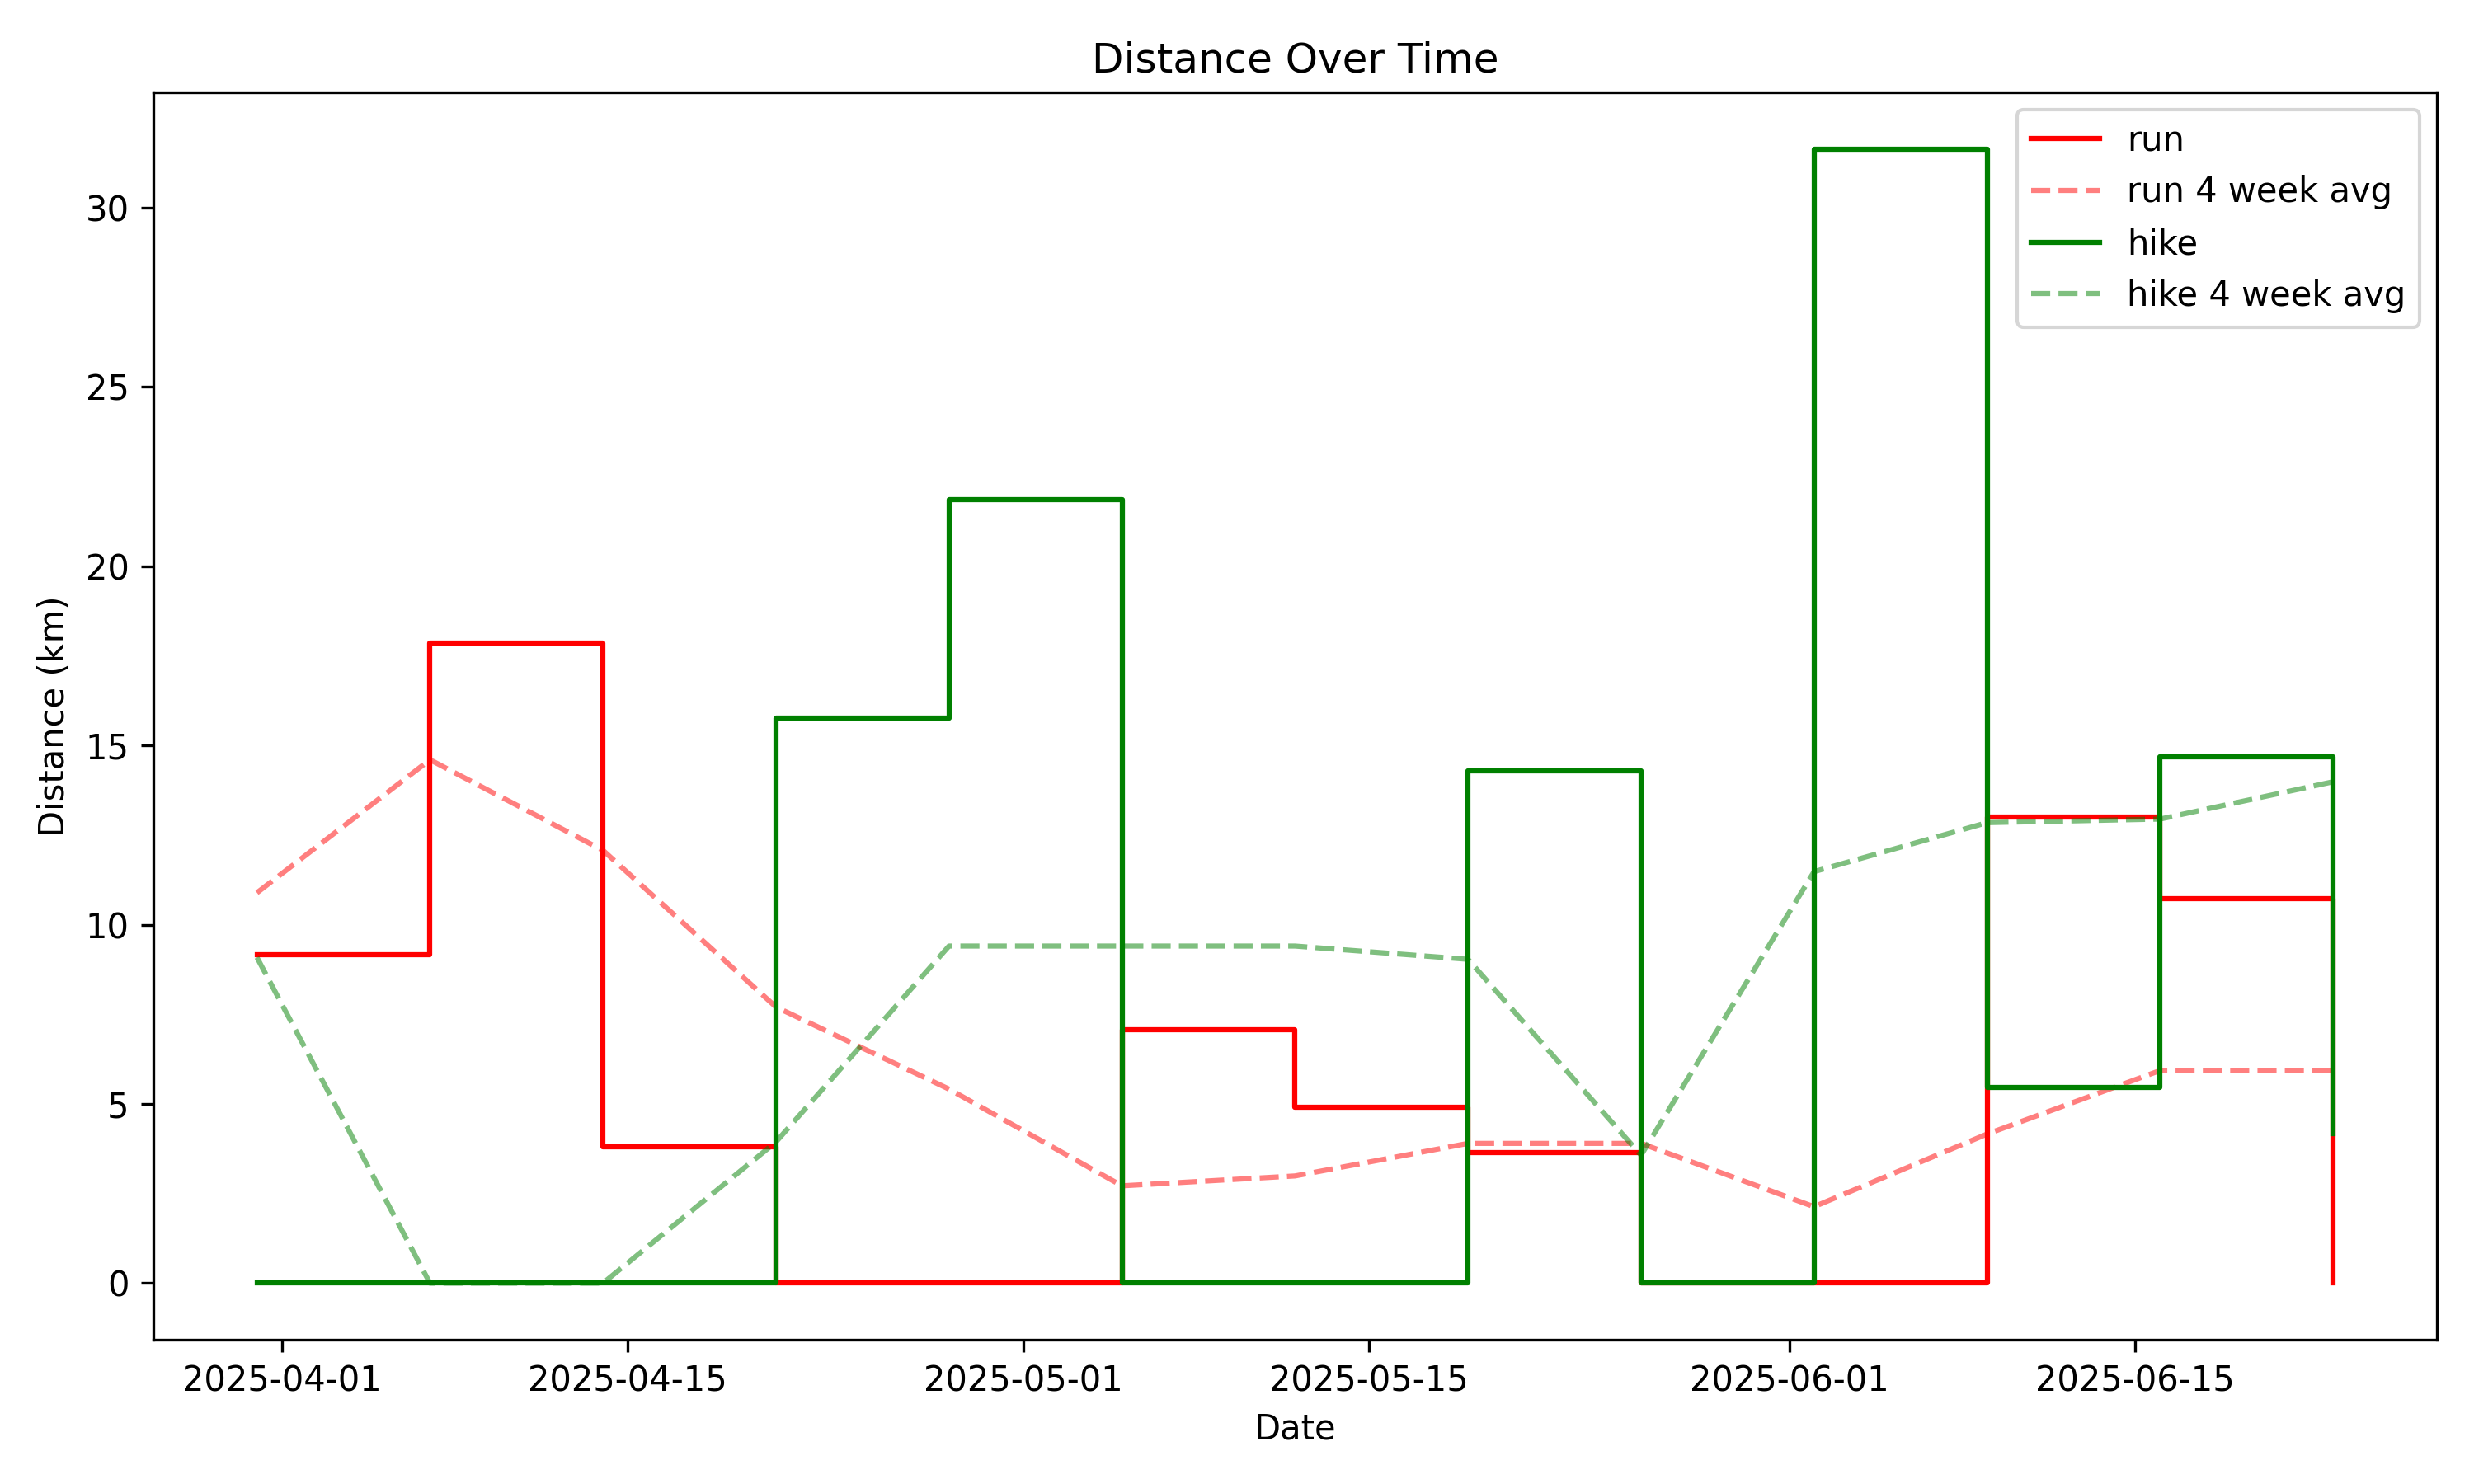 Distance Over Time
run
run 4 week avg
hike
hike 4 week avg
Distance (km)
30
25
20
15
10
5
0
2025-04-01 2025-04-15 2025-05-01 2025-05-15 2025-06-01 2025-06-15
Date